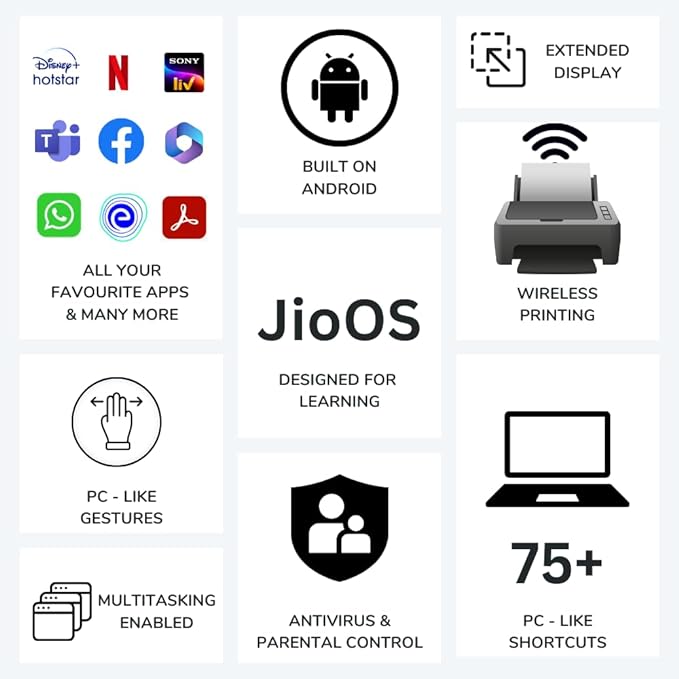 Disney+
hotstar
N
SONY
liv
T
f
e
ALL YOUR
FAVOURITE APPS
& MANY MORE
BUILT ON
ANDROID
EXTENDED
DISPLAY
WIRELESS
PRINTING
JioOS
DESIGNED FOR
LEARNING
PC - LIKE
GESTURES
MULTITASKING
ENABLED
ANTIVIRUS &
PARENTAL CONTROL
75+
PC - LIKE
SHORTCUTS